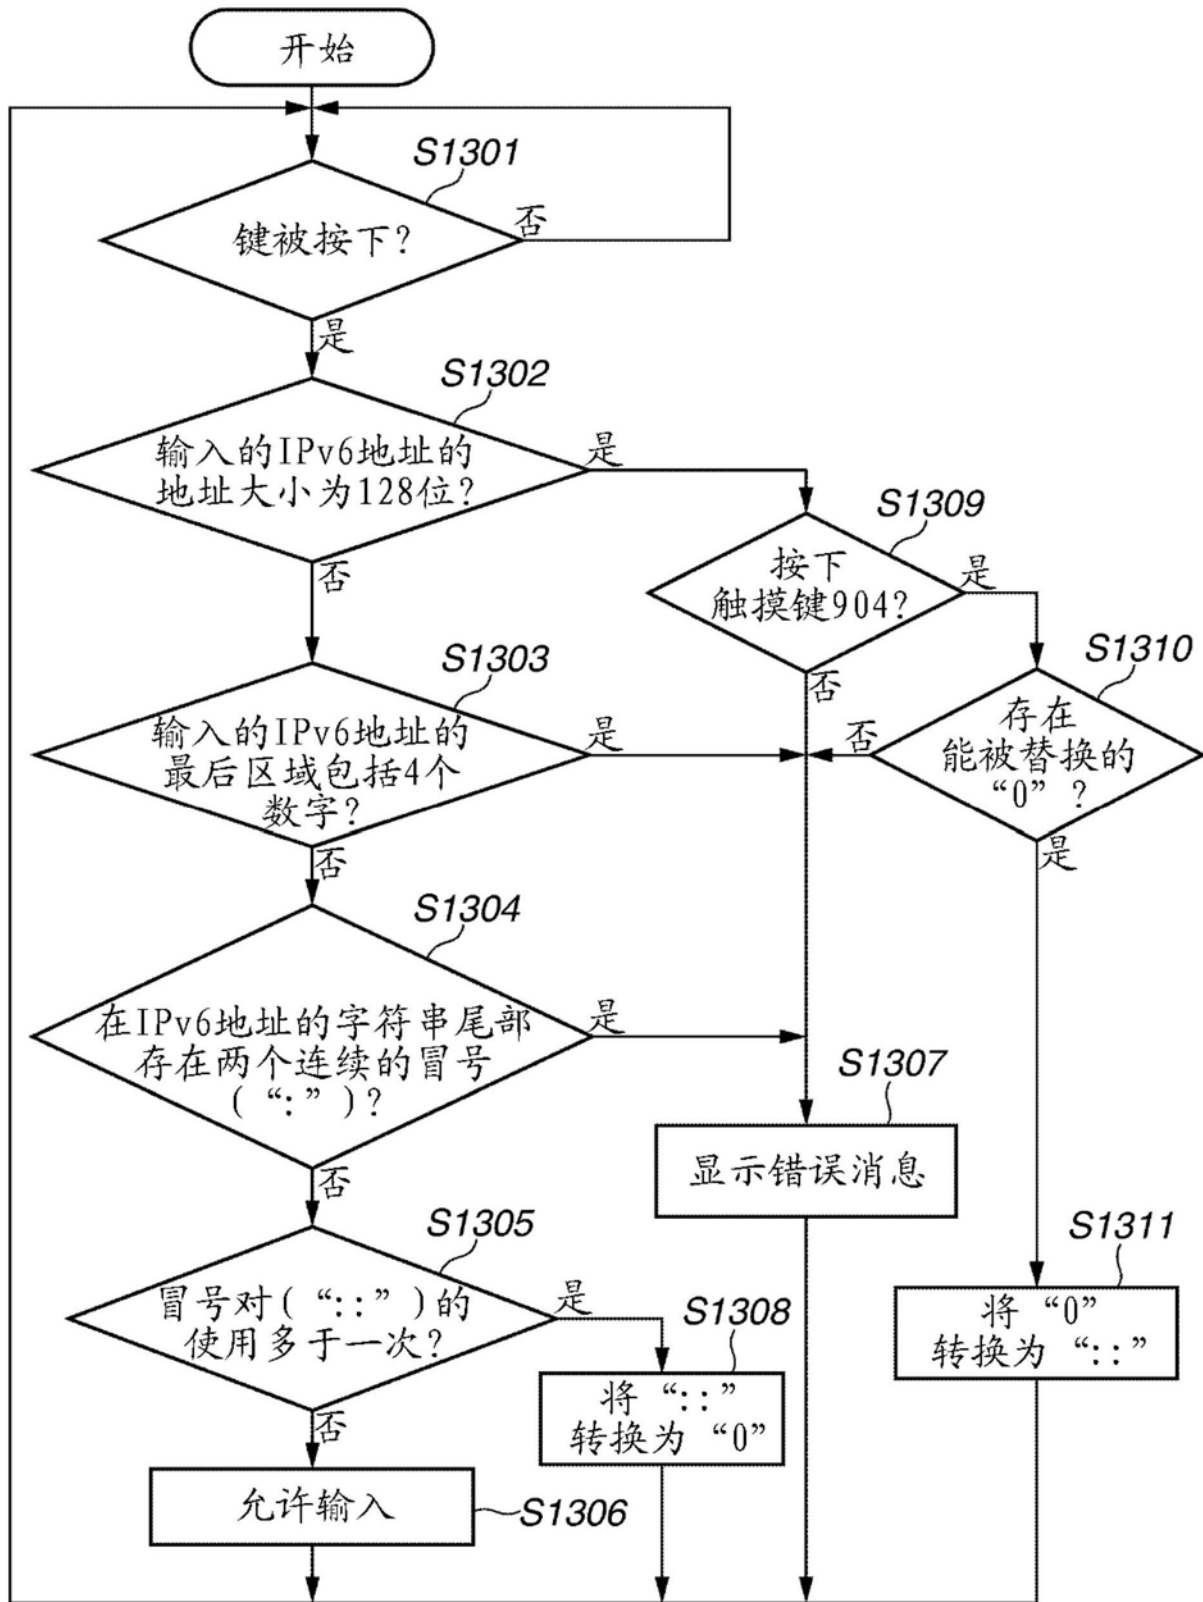 开始
S1301
键被按下?
否
是
S1302
输入的IPv6地址的
地址大小为128位?
是
否
S1309
按下
触摸键904?
是
否
S1303
输入的IPv6地址的
最后区域包括4个
数字?
是
否
S1310
存在
能被替换的
“0” ?
否
是
S1304
在IPv6地址的字符串尾部
存在两个连续的冒号
( “:” )?
是
否
S1307
显示错误消息
S1305
冒号对( “::” )的
使用多于一次?
是
否
S1308
将 “::”
转换为 “0”
S1311
将 “0”
转换为 “::”
允许输入
S1306